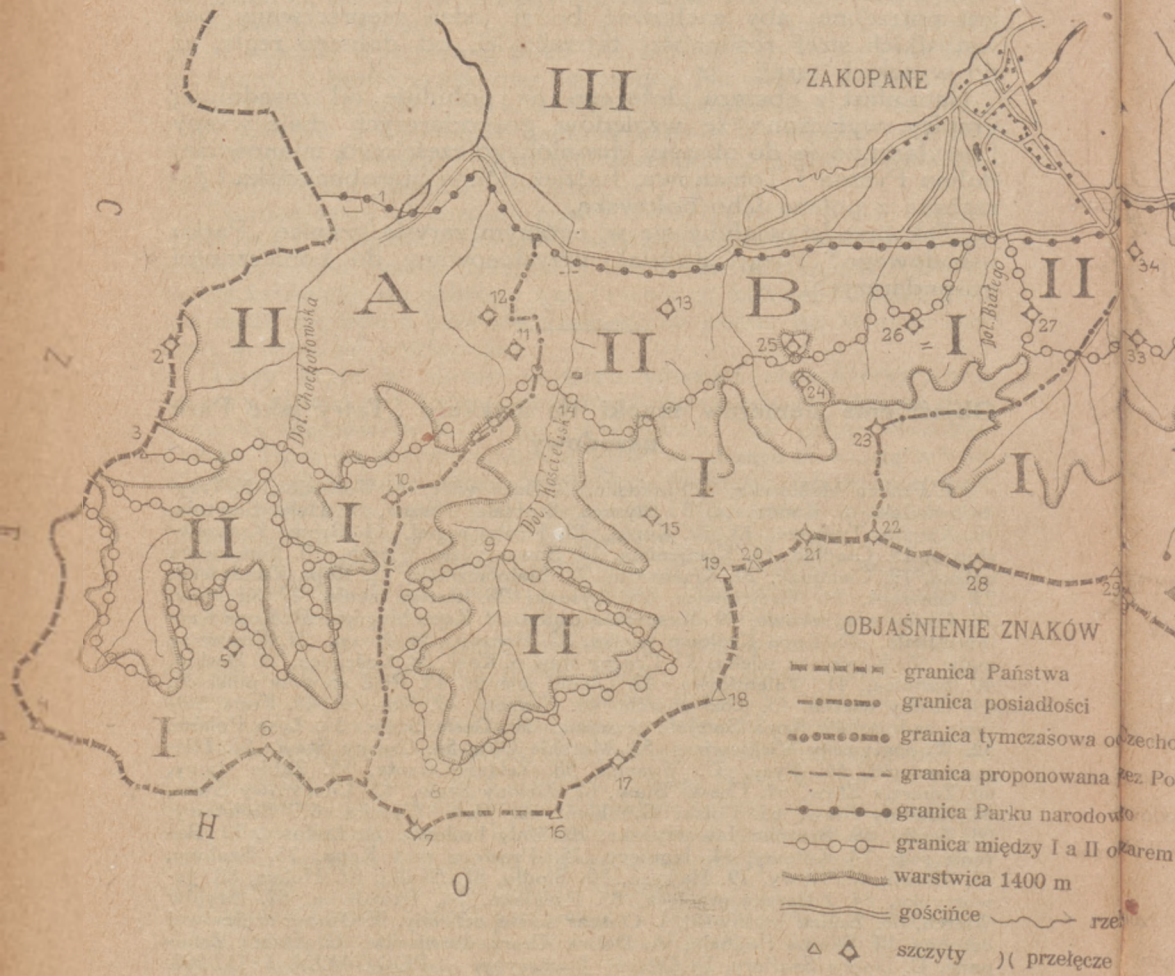 III
ZAKOPANE
1
C
34
12
13
A
B
II
II
II
2
11
25
26
I
27
33
Dol. Białego
Dol. Chochołowska
Z
24
14
3
23
Dol. Kościeliska
I
I
10
I
15
II
9
22
21
20
19
28
29
E
II
5
OBJAŚNIENIE ZNAKÓW
granica Państwa
18
granica posiadłości
4
I
6
granica tymczasowa
17
granica proponowana
8
granica Parku narodowo
H
7
16
granica między I a II
warstwica 1400 m
O
gościńce
szczyty )( przełęcze